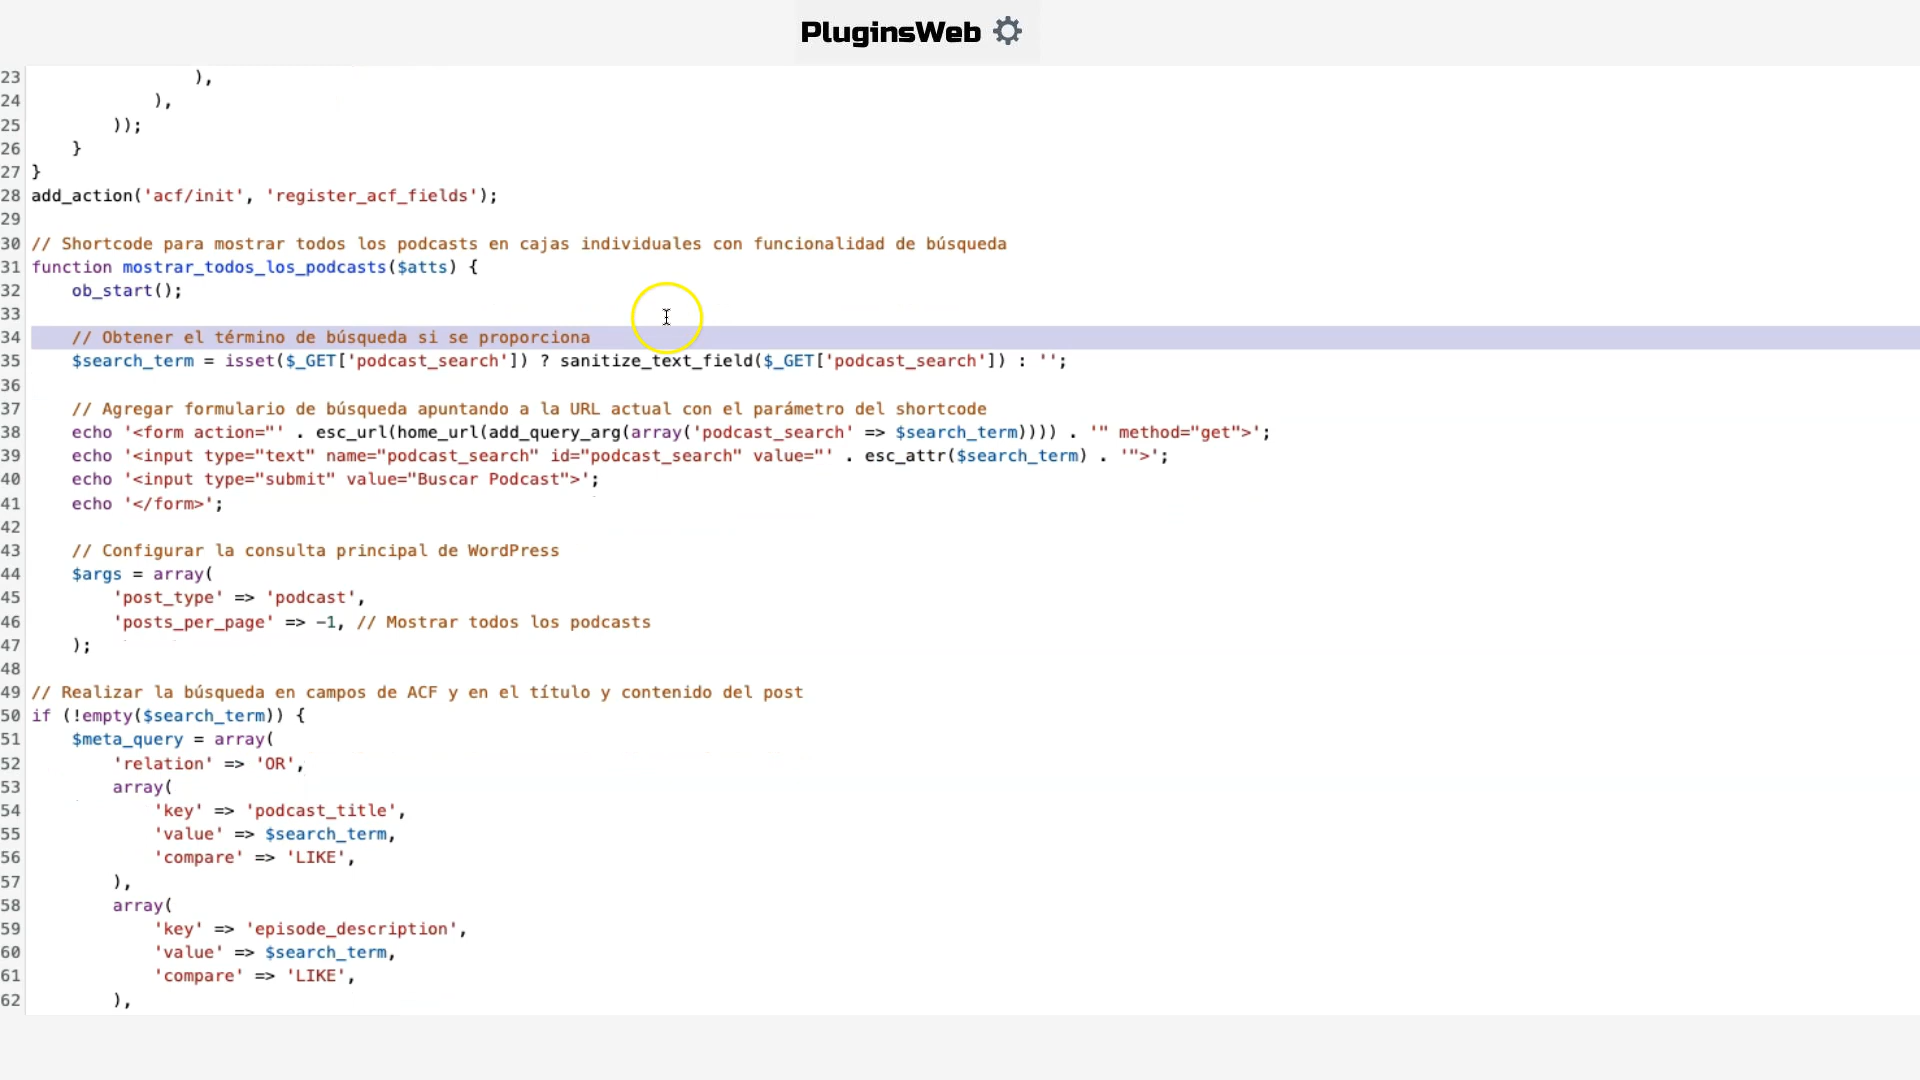 PluginsWeb
23                 ),
24             ),
25         ));
26     }
27 }
28 add_action('acf/init', 'register_acf_fields');
29
30 // Shortcode para mostrar todos los podcasts en cajas individuales con funcionalidad de búsqueda
31 function mostrar_todos_los_podcasts($atts) {
32     ob_start();
33
34     // Obtener el término de búsqueda si se proporciona
35     $search_term = isset($_GET['podcast_search']) ? sanitize_text_field($_GET['podcast_search']) : '';
36
37     // Agregar formulario de búsqueda apuntando a la URL actual con el parámetro del shortcode
38     echo '<form action="' . esc_url(home_url(add_query_arg(array('podcast_search' => $search_term)))) . '" method="get">';
39     echo '<input type="text" name="podcast_search" id="podcast_search" value="' . esc_attr($search_term) . '">';
40     echo '<input type="submit" value="Buscar Podcast">';
41     echo '</form>';
42
43     // Configurar la consulta principal de WordPress
44     $args = array(
45         'post_type' => 'podcast',
46         'posts_per_page' => -1, // Mostrar todos los podcasts
47     );
48
49 // Realizar la búsqueda en campos de ACF y en el título y contenido del post
50 if (!empty($search_term)) {
51     $meta_query = array(
52         'relation' => 'OR',
53         array(
54             'key' => 'podcast_title',
55             'value' => $search_term,
56             'compare' => 'LIKE',
57         ),
58         array(
59             'key' => 'episode_description',
60             'value' => $search_term,
61             'compare' => 'LIKE',
62         ),